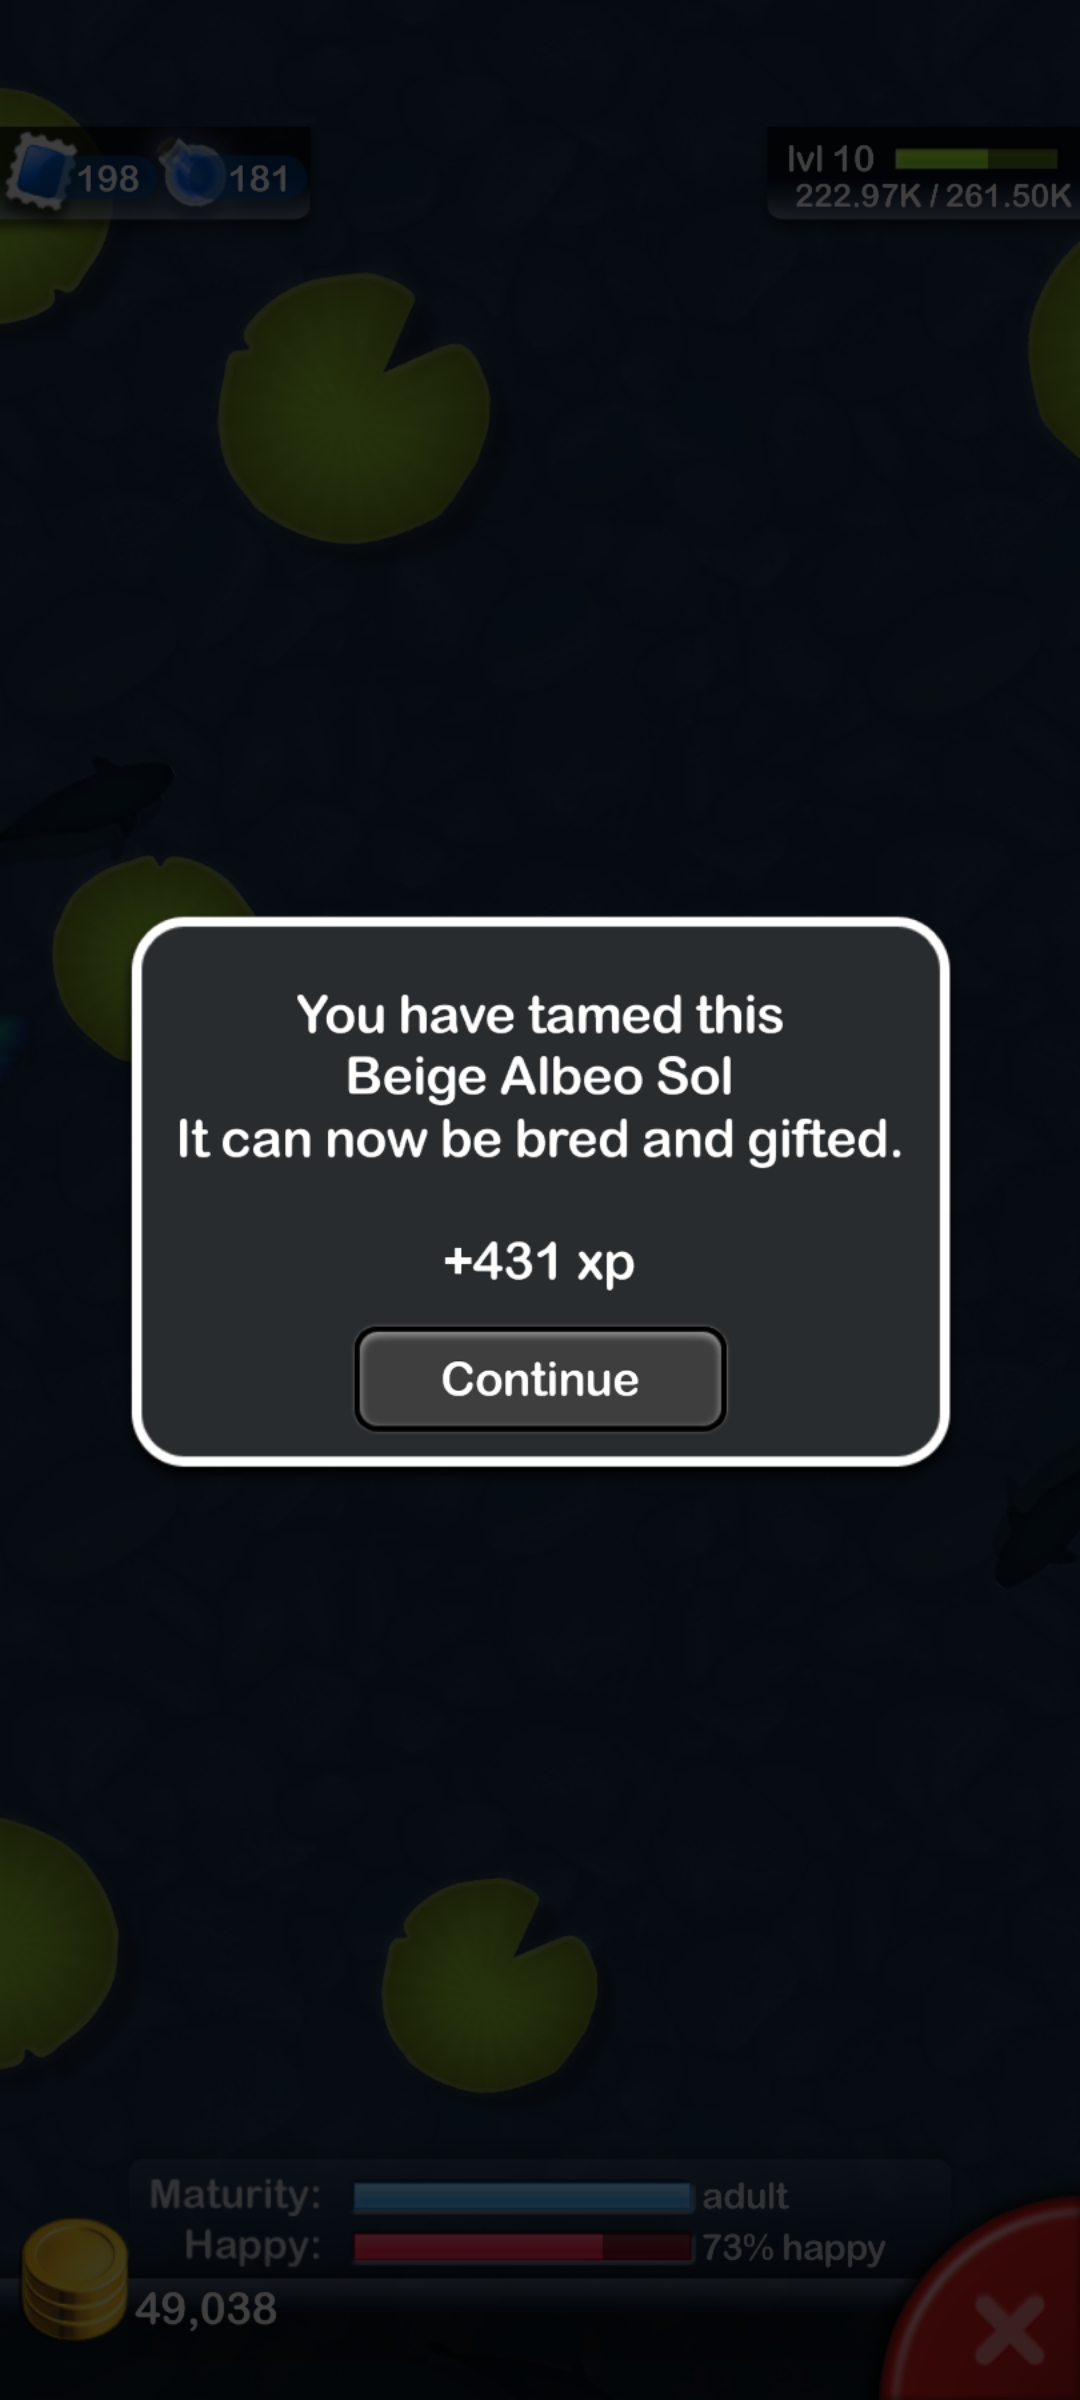 198 181
lvl 10
222.97K / 261.50K
You have tamed this
Beige Albeo Sol
It can now be bred and gifted.
+431 xp
Continue
Maturity: adult
Happy: 73% happy
49,038